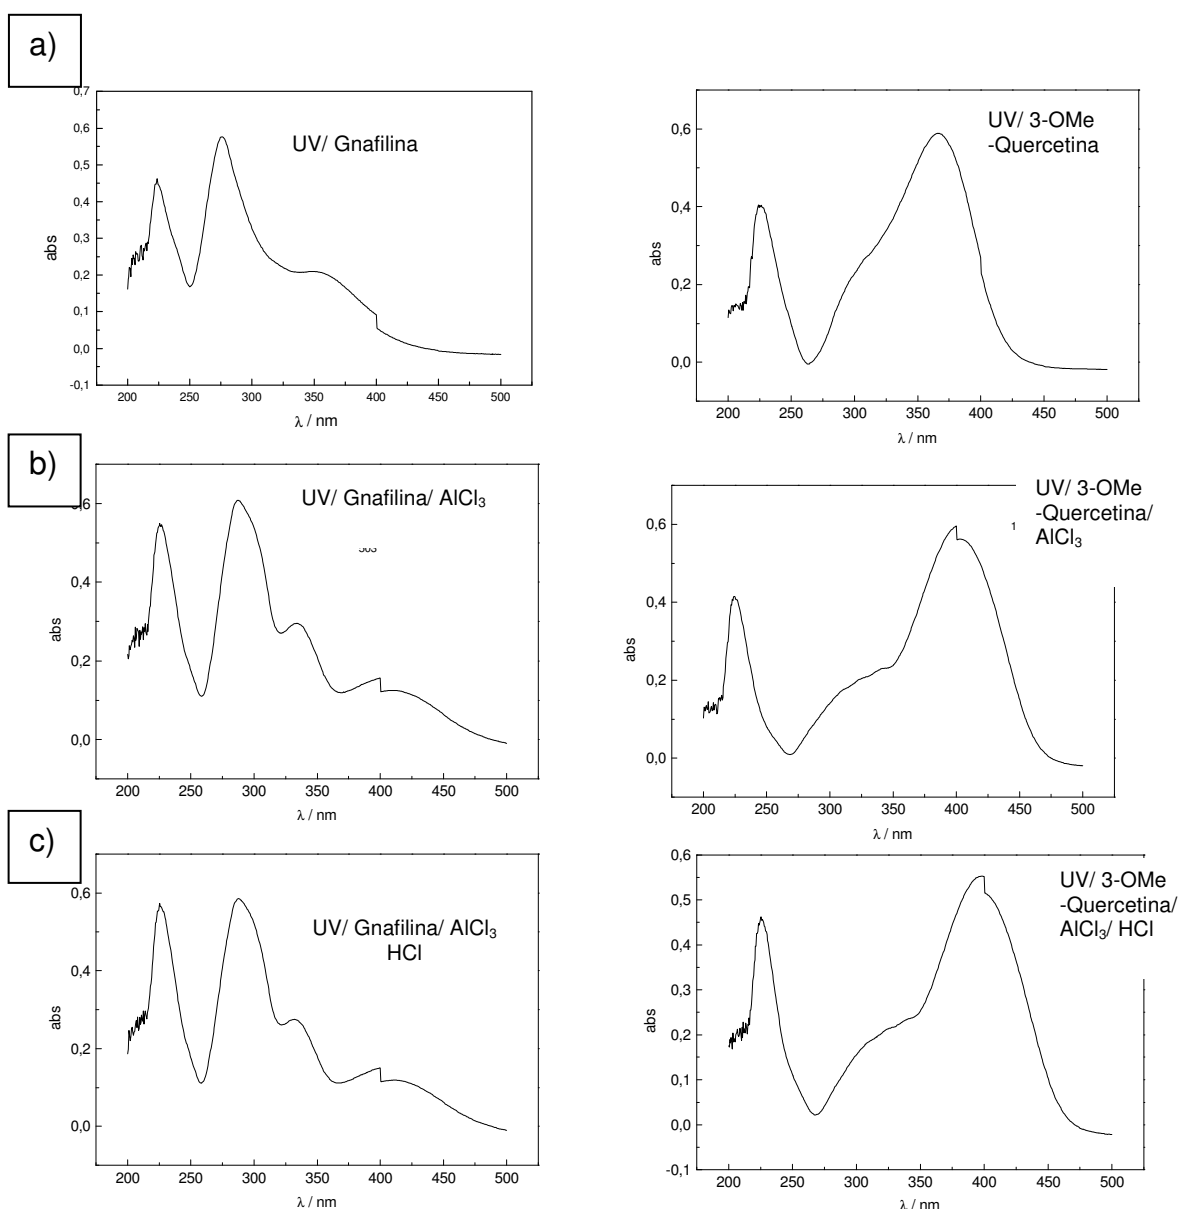 a)
UV/ Gnafilina
0,7
0,6
0,5
0,4
0,3
0,2
0,1
0,0
-0,1
abs
200 250 300 350 400 450 500
λ / nm
UV/ 3-OMe
-Quercetina
0,6
0,4
0,2
0,0
abs
200 250 300 350 400 450 500
λ / nm
b)
UV/ Gnafilina/ AlCl₃
0,6
0,4
0,2
0,0
abs
200 250 300 350 400 450 500
λ / nm
UV/ 3-OMe
-Quercetina/
AlCl₃
1
0,6
0,4
0,2
0,0
abs
200 250 300 350 400 450 500
λ / nm
c)
UV/ Gnafilina/ AlCl₃
HCl
0,6
0,4
0,2
0,0
abs
200 250 300 350 400 450 500
λ / nm
UV/ 3-OMe
-Quercetina/
AlCl₃/ HCl
0,6
0,5
0,4
0,3
0,2
0,1
0,0
-0,1
abs
200 250 300 350 400 450 500
λ / nm